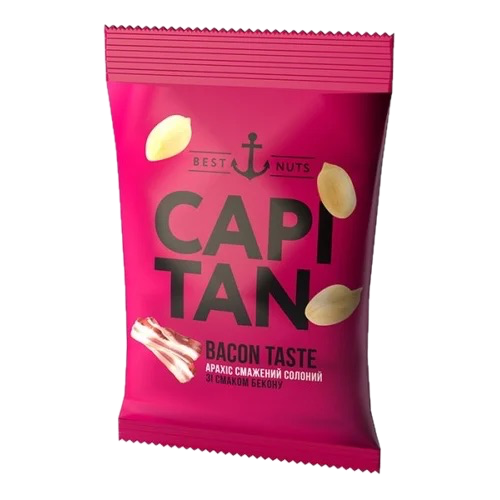 BEST NUTS
CAPI
TAN
BACON TASTE
АРАХІС СМАЖЕНИЙ СОЛОНИЙ
ЗІ СМАКОМ БЕКОНУ